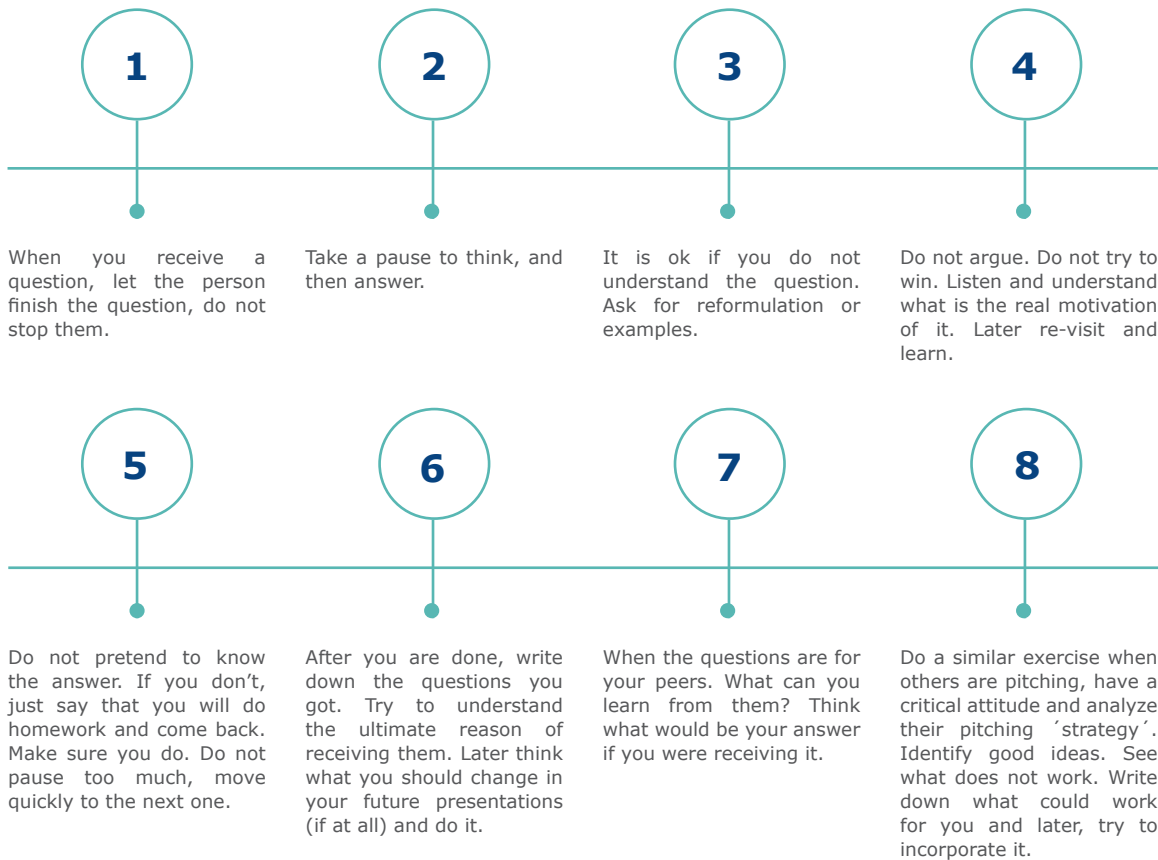 1
2
3
4
When you receive a
question, let the person
finish the question, do not
stop them.
Take a pause to think, and
then answer.
It is ok if you do not
understand the question.
Ask for reformulation or
examples.
Do not argue. Do not try to
win. Listen and understand
what is the real motivation
of it. Later re-visit and
learn.
5
6
7
8
Do not pretend to know
the answer. If you don’t,
just say that you will do
homework and come back.
Make sure you do. Do not
pause too much, move
quickly to the next one.
After you are done, write
down the questions you
got. Try to understand
the ultimate reason of
receiving them. Later think
what you should change in
your future presentations
(if at all) and do it.
When the questions are for
your peers. What can you
learn from them? Think
what would be your answer
if you were receiving it.
Do a similar exercise when
others are pitching, have a
critical attitude and analyze
their pitching ´strategy´.
Identify good ideas. See
what does not work. Write
down what could work
for you and later, try to
incorporate it.